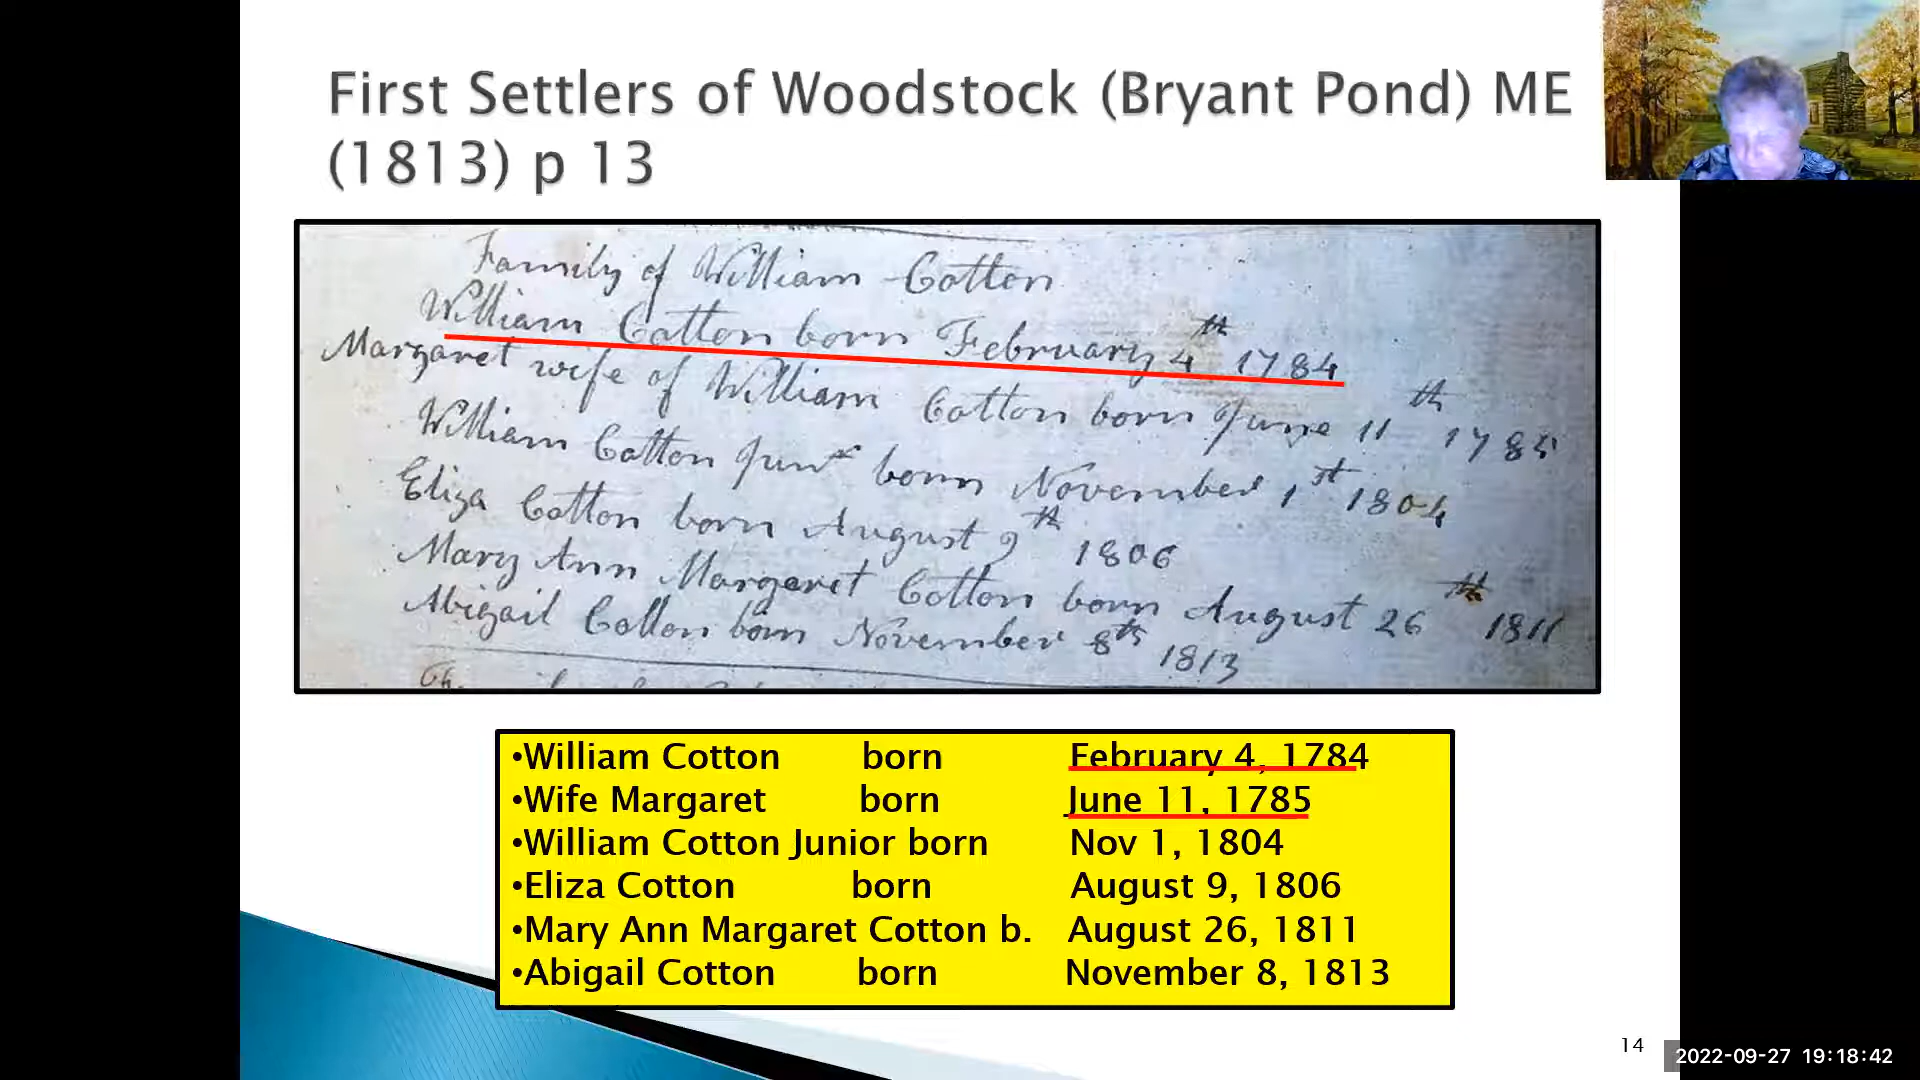 First Settlers of Woodstock (Bryant Pond) ME
(1813) p 13
Family of William Cotton
William Cotton born February 4th 1784
Margaret wife of William Cotton born June 11th 1785
William Cotton Junr born November 1st 1804
Eliza Cotton born August 9th 1806
Mary Ann Margaret Cotton born August 26th 1811
Abigail Cotton born November 8th 1813
•William Cotton born February 4, 1784
•Wife Margaret born June 11, 1785
•William Cotton Junior born Nov 1, 1804
•Eliza Cotton born August 9, 1806
•Mary Ann Margaret Cotton b. August 26, 1811
•Abigail Cotton born November 8, 1813
14
2022-09-27 19:18:42